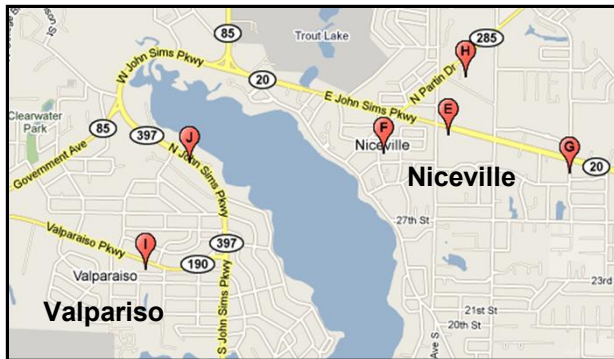 85
Trout Lake
285
H
W John Sims Pkwy
20
N Partin Dr
E John Sims Pkwy
E
F
Niceville
Clearwater
Park
85
397
J
G
20
Government Ave
N John Sims Pkwy
Niceville
27th St
Valparaiso Pkwy
I
397
Valparaiso
190
23rd
Valpariso
S John Sims Pkwy
21st St
20th St
Ave S